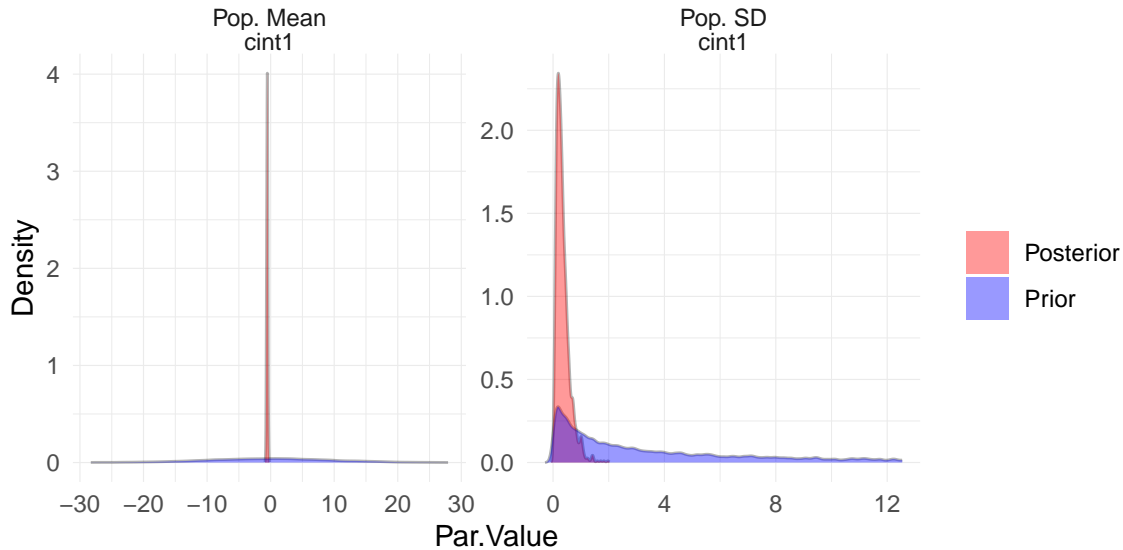 Pop. Mean
cint1
Pop. SD
cint1
Density
4
3
2
1
0
2.0
1.5
1.0
0.5
0.0
−30 −20 −10 0 10 20 30
0 4 8 12
Par.Value
Posterior
Prior